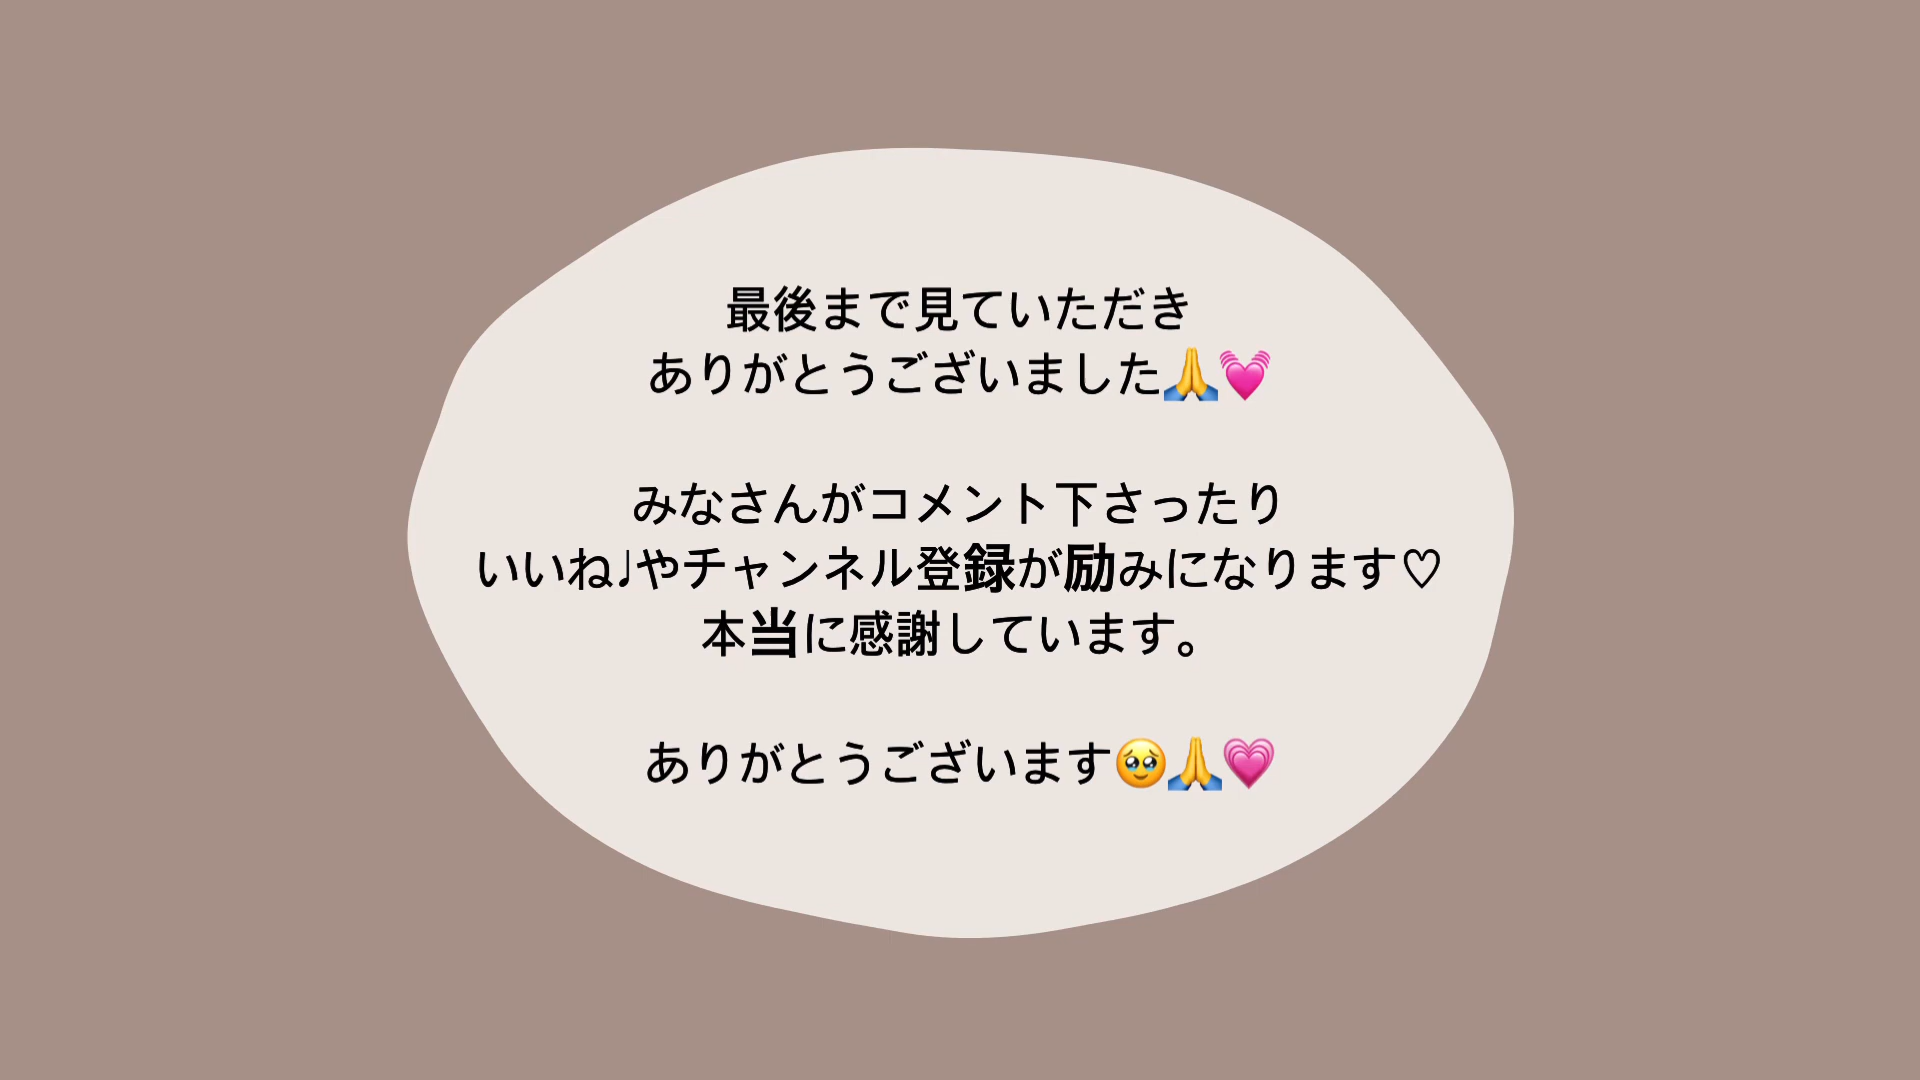 最後まで見ていただき
ありがとうございました🙏💓
みなさんがコメント下さったり
いいね♩やチャンネル登録が励みになります♡
本当に感謝しています。
ありがとうございます🥹🙏💗